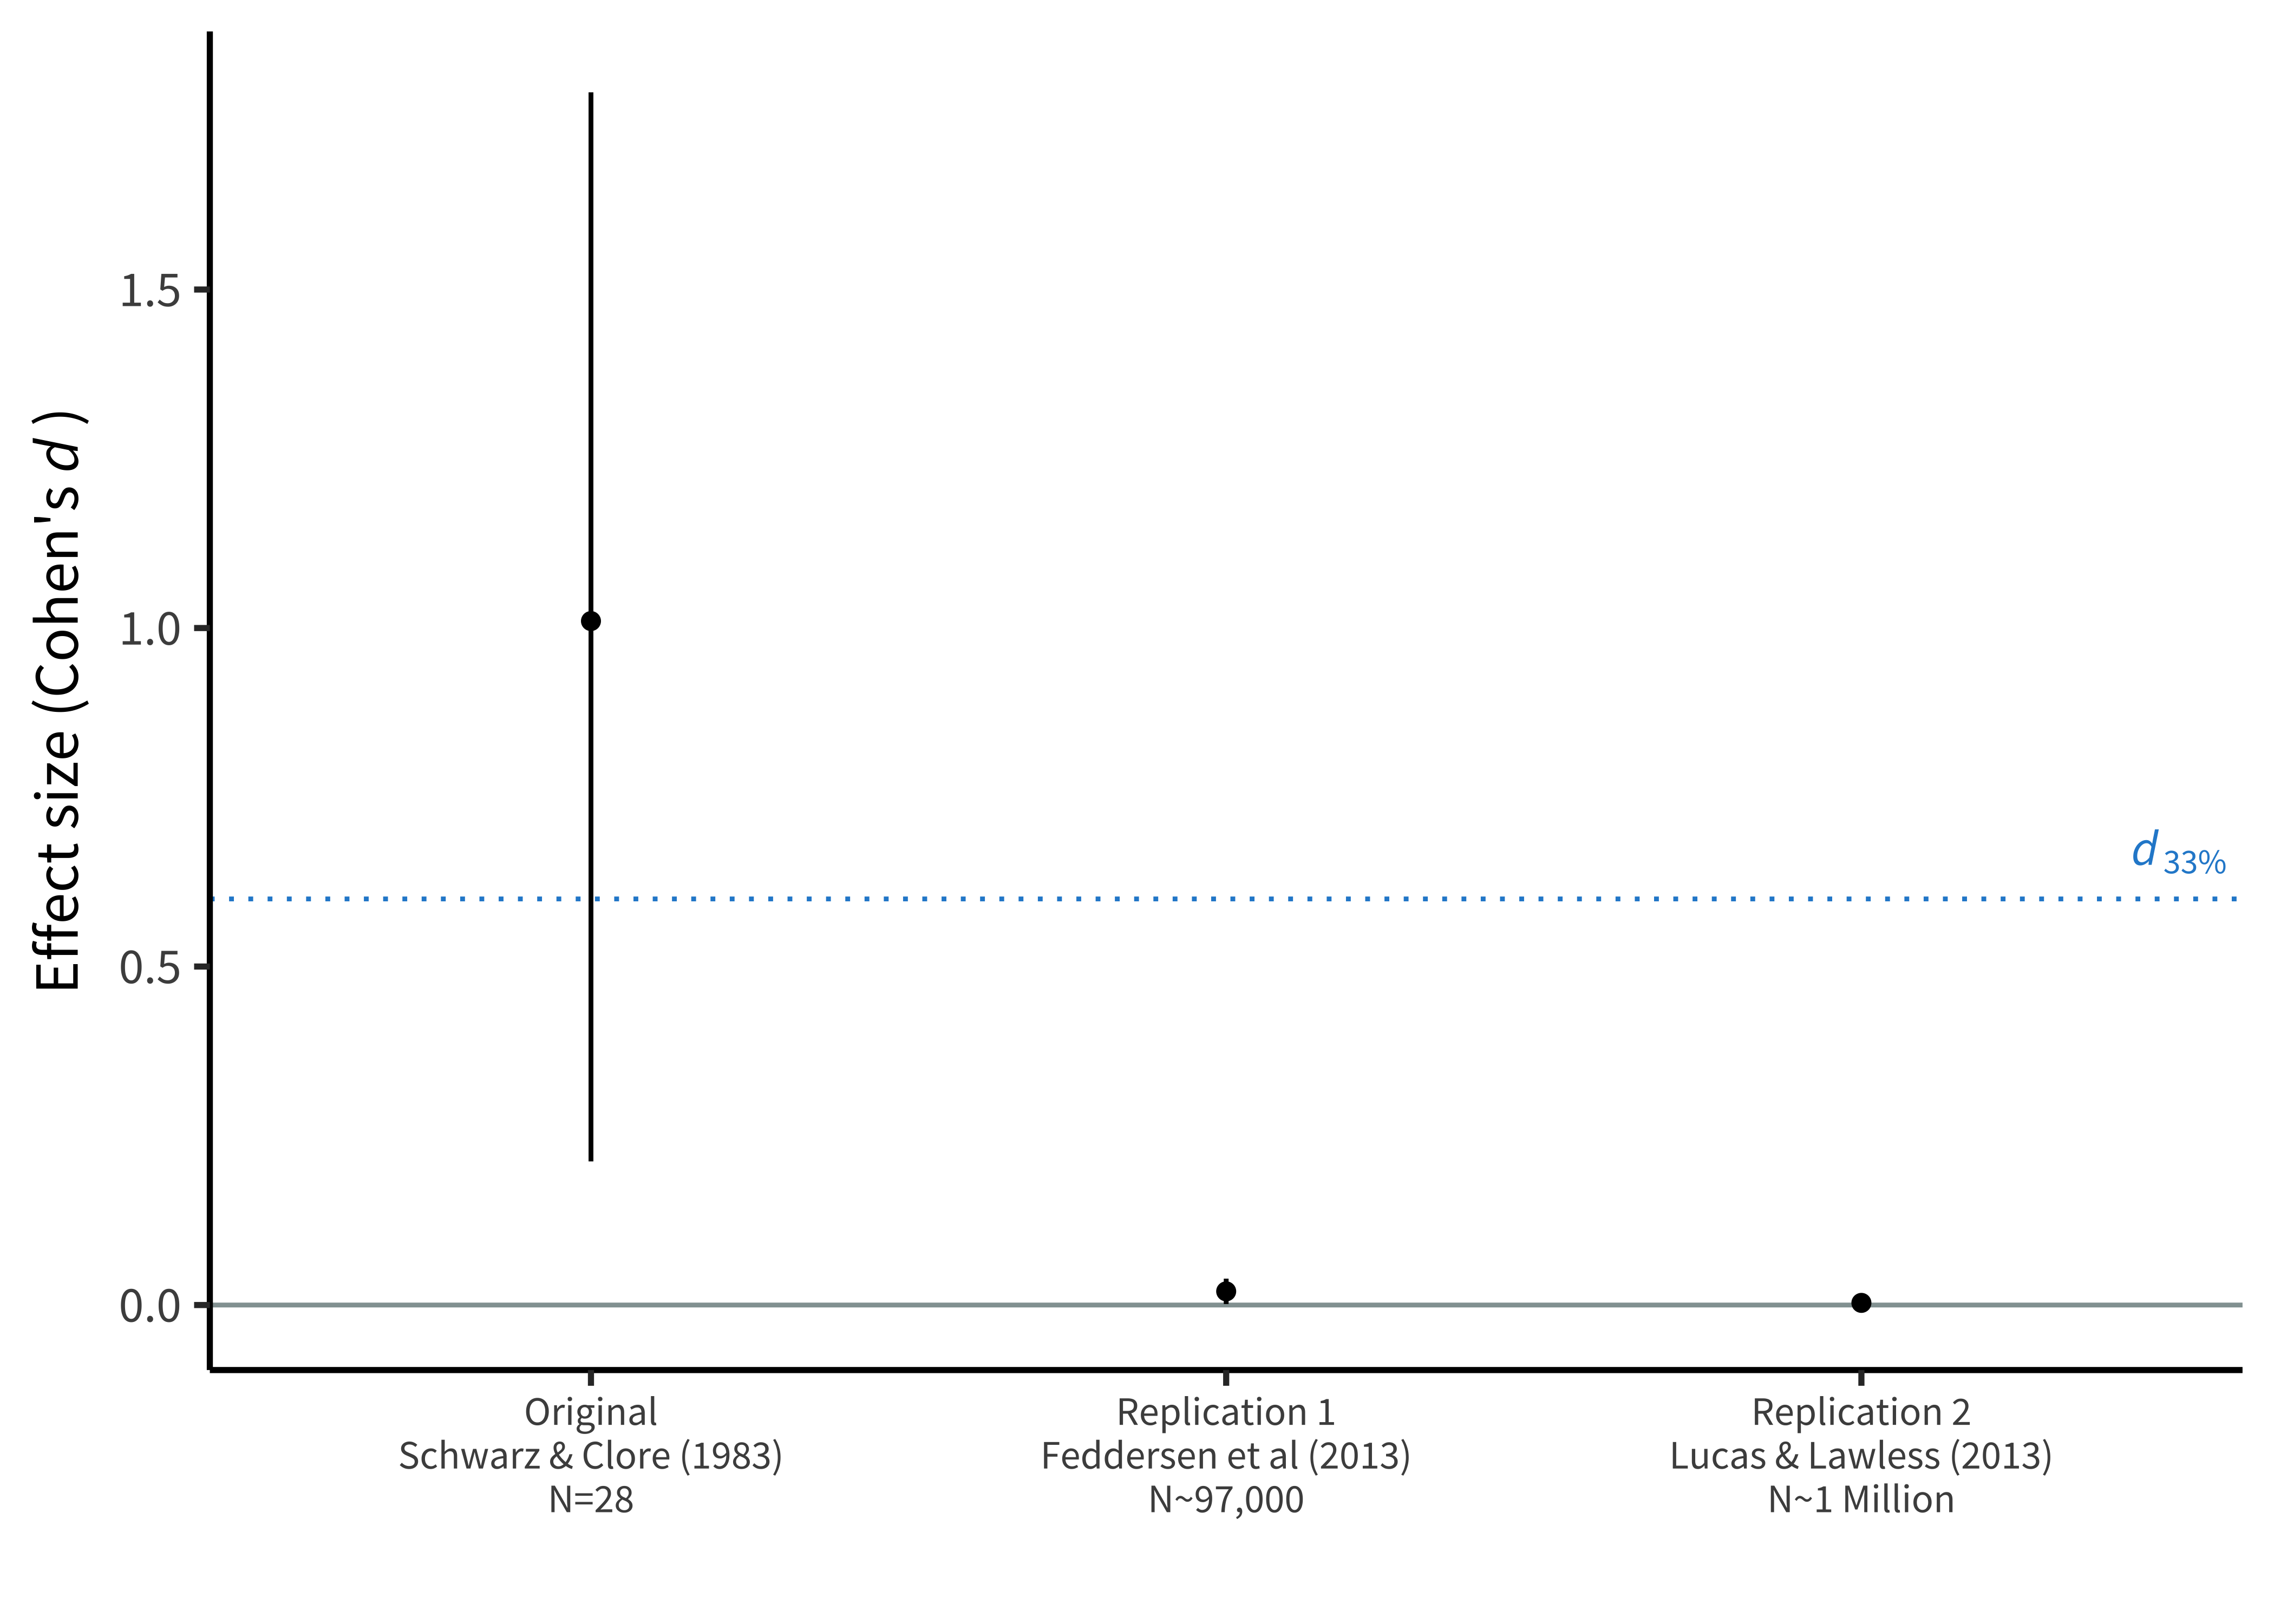 Effect size (Cohen's d )
1.5
1.0
0.5
0.0
d 33%
Original
Schwarz & Clore (1983)
N=28
Replication 1
Feddersen et al (2013)
N~97,000
Replication 2
Lucas & Lawless (2013)
N~1 Million